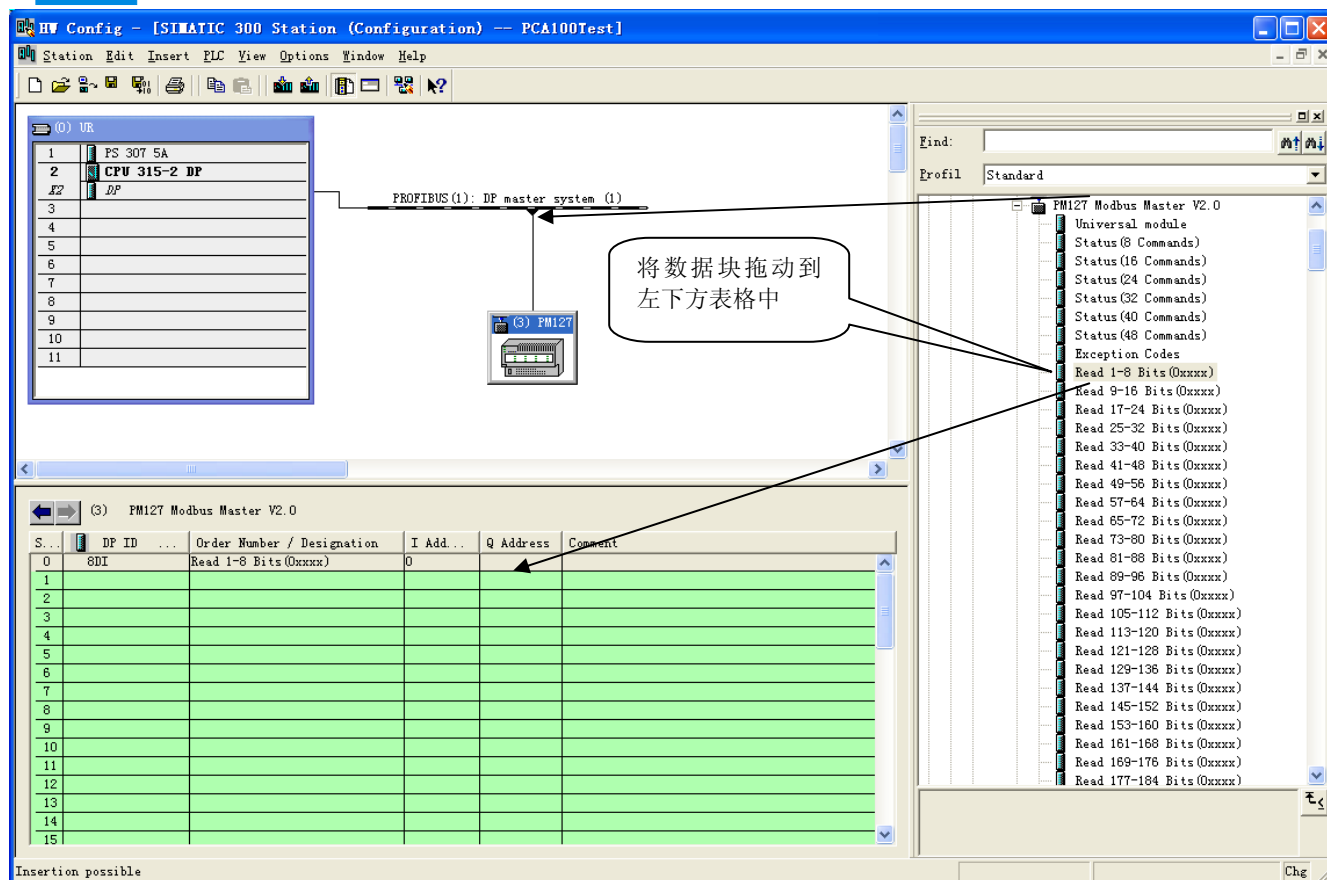 HW Config - [SIMATIC 300 Station (Configuration) -- PCA100Test]
Station Edit Insert PLC View Options Window Help
(0) UR
1 PS 307 5A
2 CPU 315-2 DP
X2 DP
3
4
5
6
7
8
9
10
11
PROFIBUS(1): DP master system (1)
(3) PM127
将数据块拖动到
左下方表格中
Find:
Profil Standard
PM127 Modbus Master V2.0
Universal module
Status(8 Commands)
Status(16 Commands)
Status(24 Commands)
Status(32 Commands)
Status(40 Commands)
Status(48 Commands)
Exception Codes
Read 1-8 Bits(0xxxx)
Read 9-16 Bits(0xxxx)
Read 17-24 Bits(0xxxx)
Read 25-32 Bits(0xxxx)
Read 33-40 Bits(0xxxx)
Read 41-48 Bits(0xxxx)
Read 49-56 Bits(0xxxx)
Read 57-64 Bits(0xxxx)
Read 65-72 Bits(0xxxx)
Read 73-80 Bits(0xxxx)
Read 81-88 Bits(0xxxx)
Read 89-96 Bits(0xxxx)
Read 97-104 Bits(0xxxx)
Read 105-112 Bits(0xxxx)
Read 113-120 Bits(0xxxx)
Read 121-128 Bits(0xxxx)
Read 129-136 Bits(0xxxx)
Read 137-144 Bits(0xxxx)
Read 145-152 Bits(0xxxx)
Read 153-160 Bits(0xxxx)
Read 161-168 Bits(0xxxx)
Read 169-176 Bits(0xxxx)
Read 177-184 Bits(0xxxx)
(3) PM127 Modbus Master V2.0
S... DP ID ... Order Number / Designation I Add... Q Address Comment
0 8DI Read 1-8 Bits(0xxxx) 0
1
2
3
4
5
6
7
8
9
10
11
12
13
14
15
Insertion possible Chg